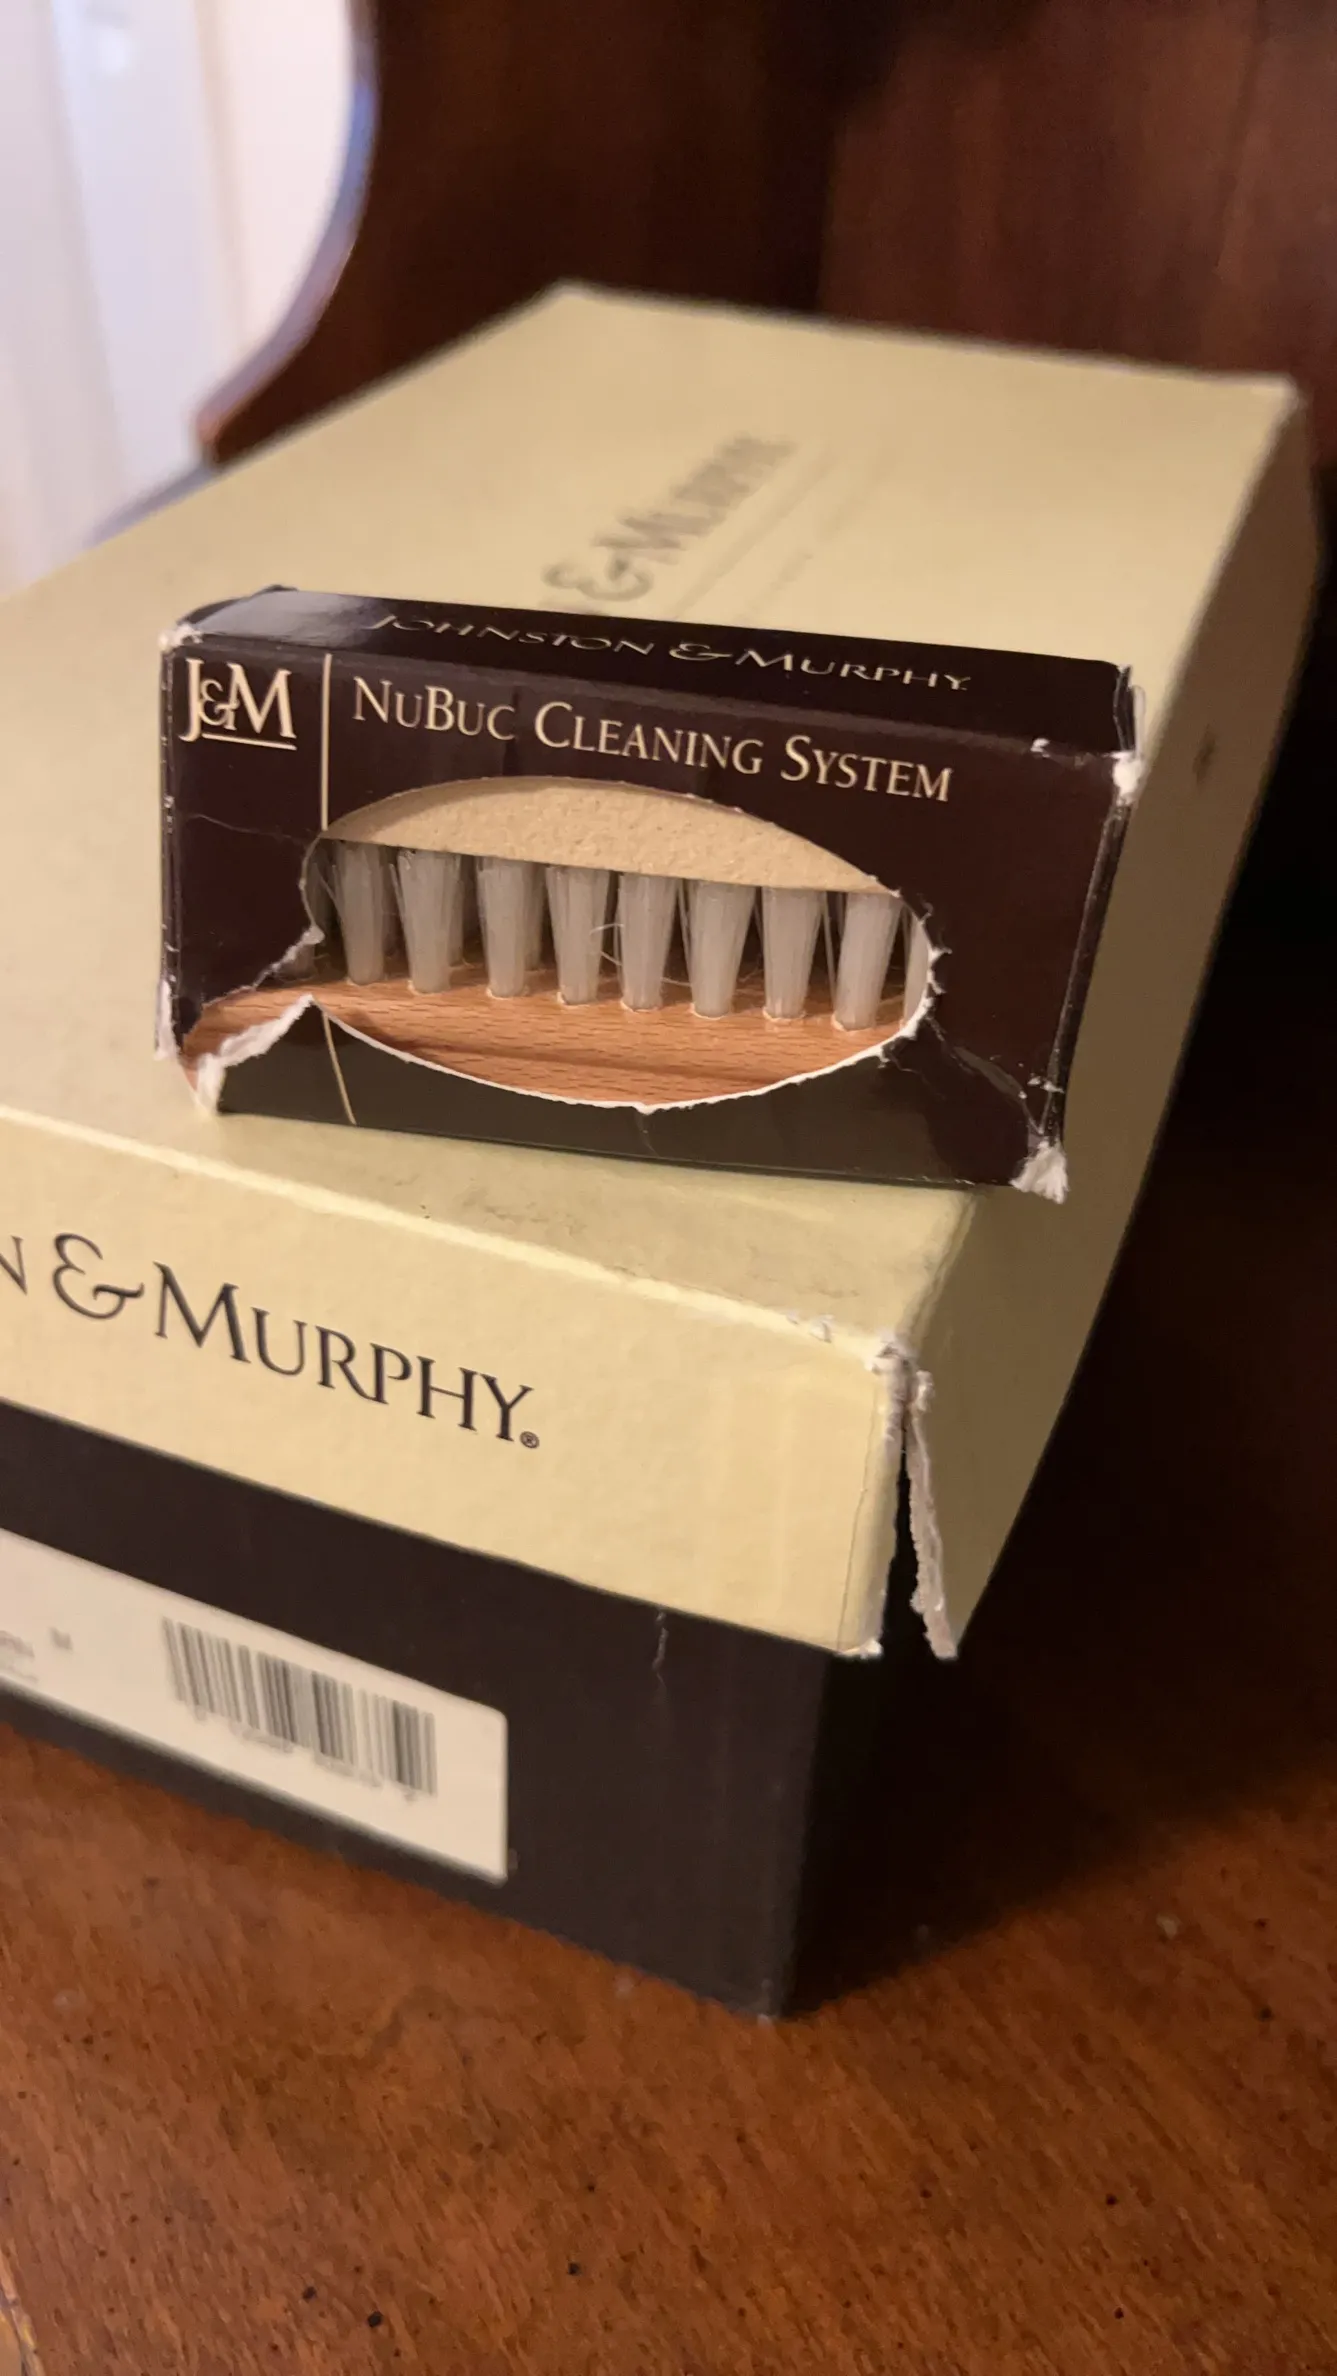 & MURPHY
JOHNSTON & MURPHY
J&M
NUBUC CLEANING SYSTEM
N & MURPHY®
M